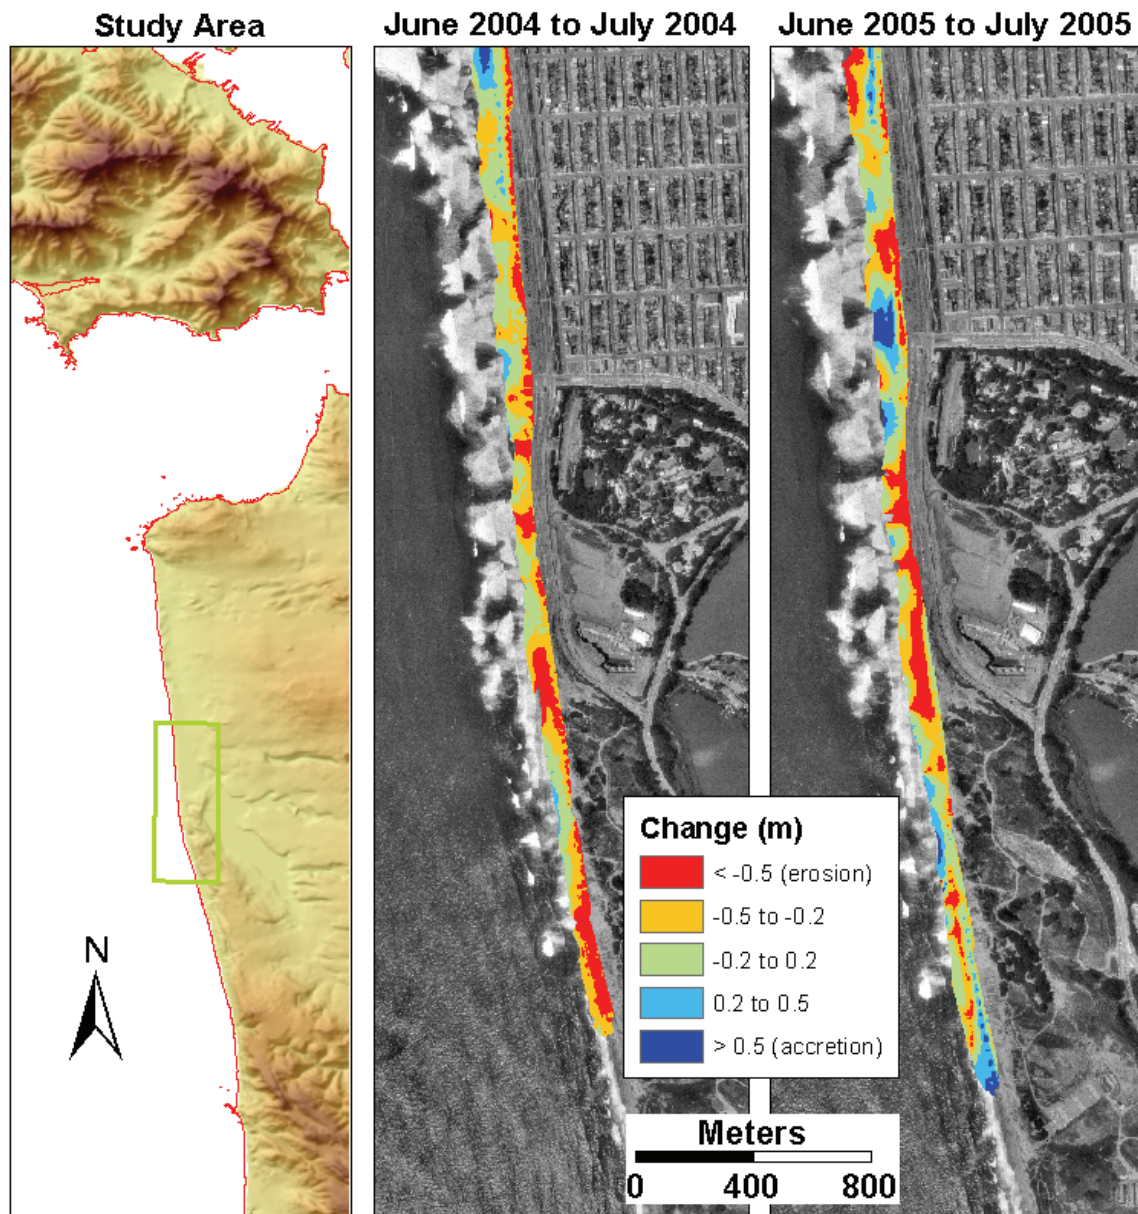 Study Area
June 2004 to July 2004
June 2005 to July 2005
N
Change (m)
< -0.5 (erosion)
-0.5 to -0.2
-0.2 to 0.2
0.2 to 0.5
> 0.5 (accretion)
Meters
0 400 800